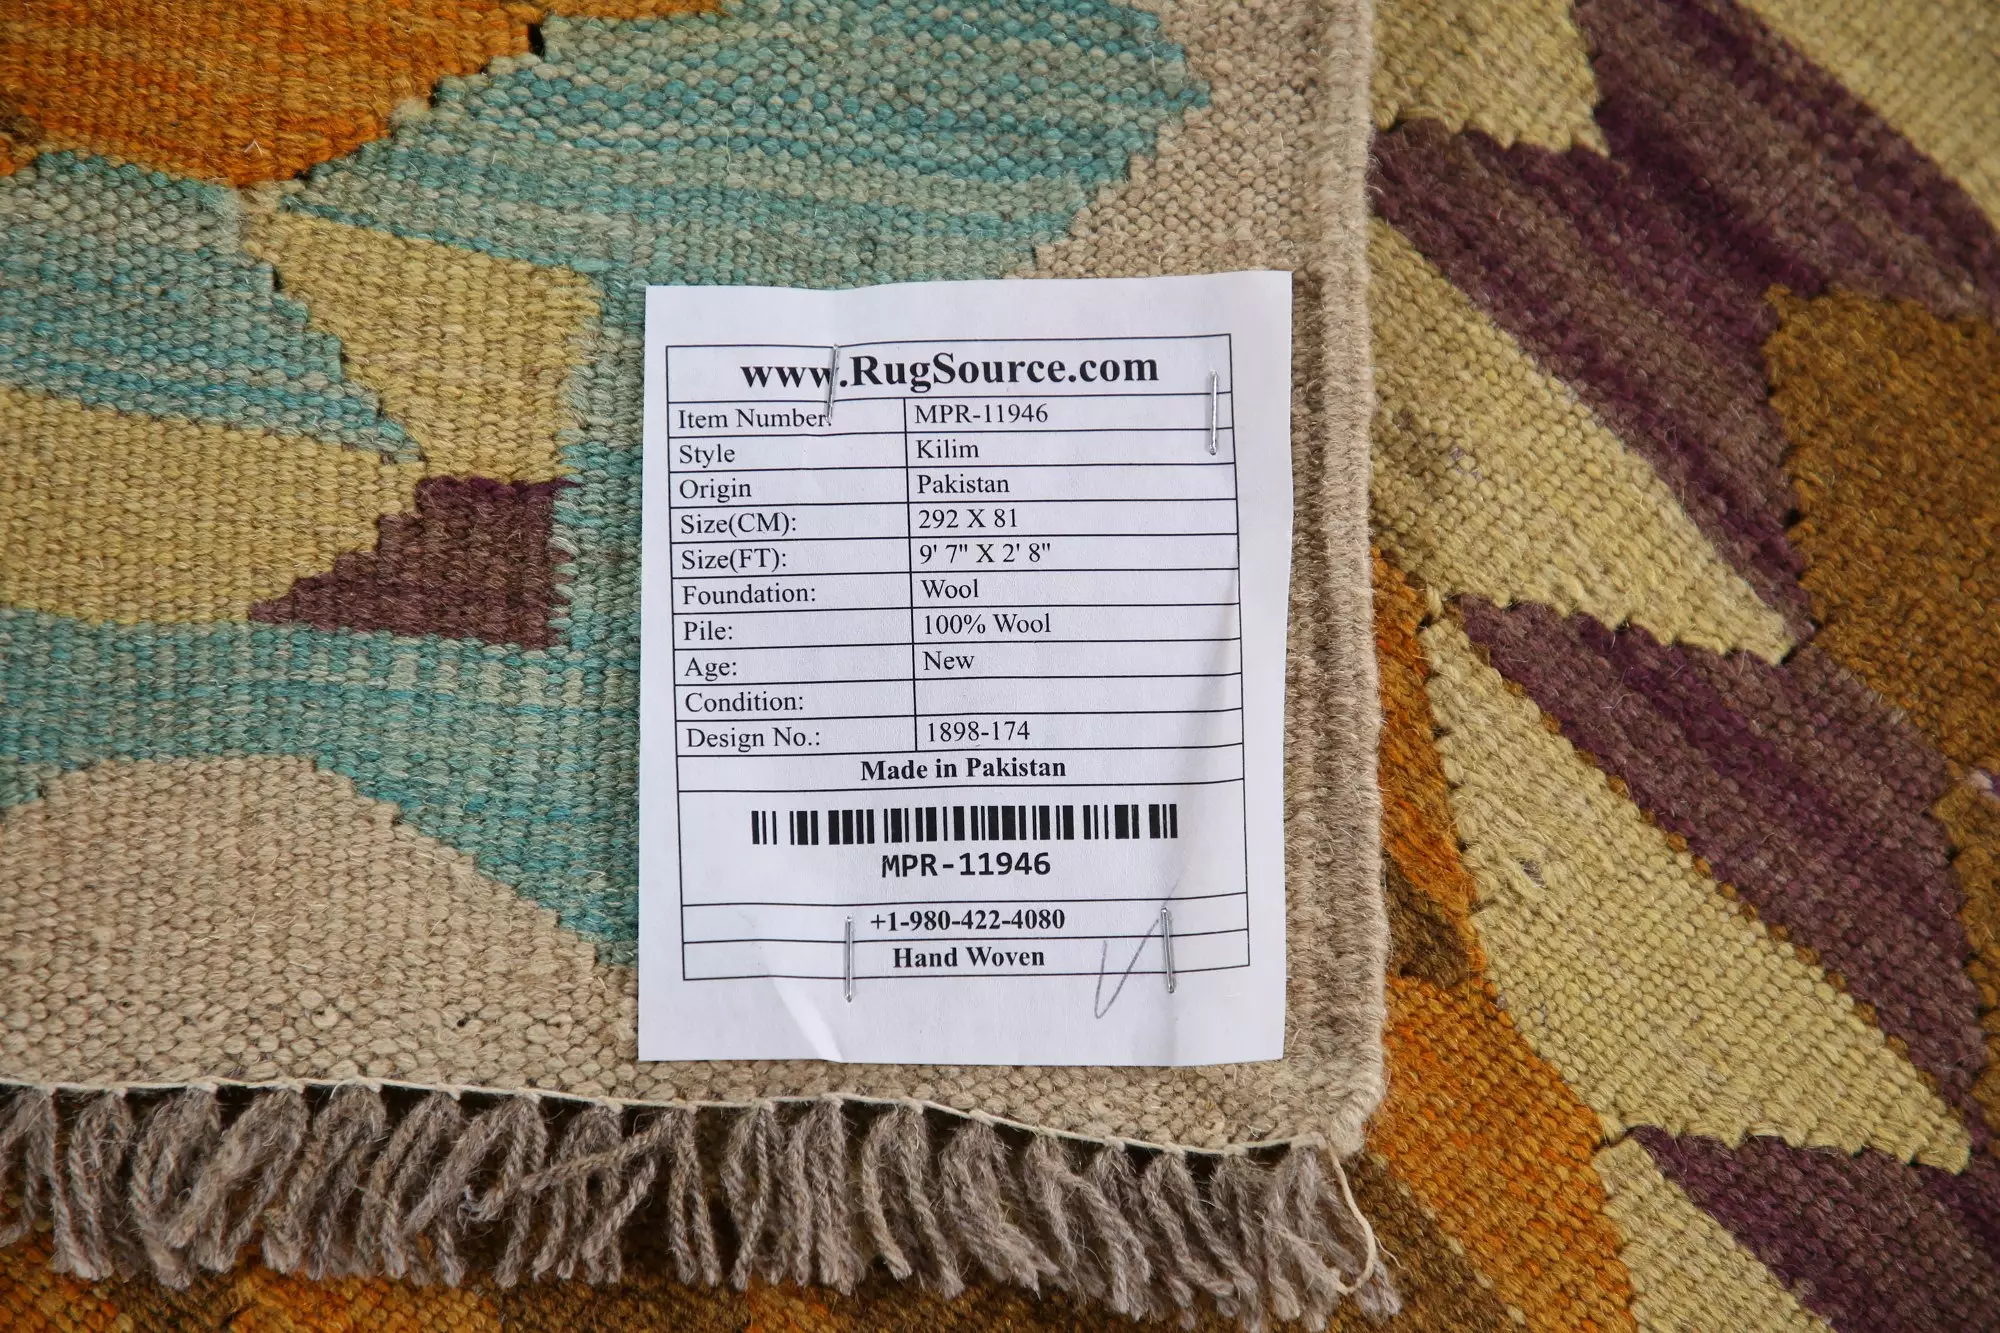 www.RugSource.com
Item Number: MPR-11946
Style Kilim
Origin Pakistan
Size(CM): 292 X 81
Size(FT): 9' 7" X 2' 8"
Foundation: Wool
Pile: 100% Wool
Age: New
Condition:
Design No.: 1898-174
Made in Pakistan
MPR-11946
+1-980-422-4080
Hand Woven